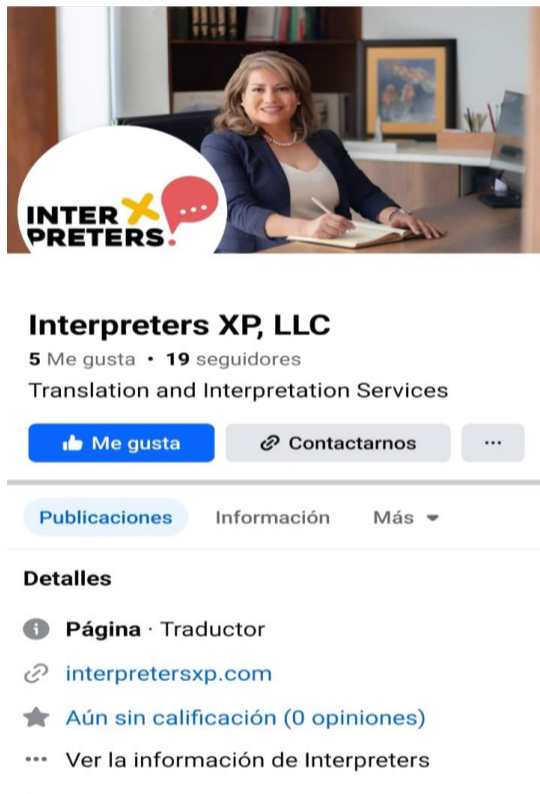 INTER
PRETERS.
Interpreters XP, LLC
5 Me gusta • 19 seguidores
Translation and Interpretation Services
Me gusta
Contactarnos
Publicaciones
Información
Más
Detalles
Página · Traductor
interpretersxp.com
Aún sin calificación (0 opiniones)
Ver la información de Interpreters